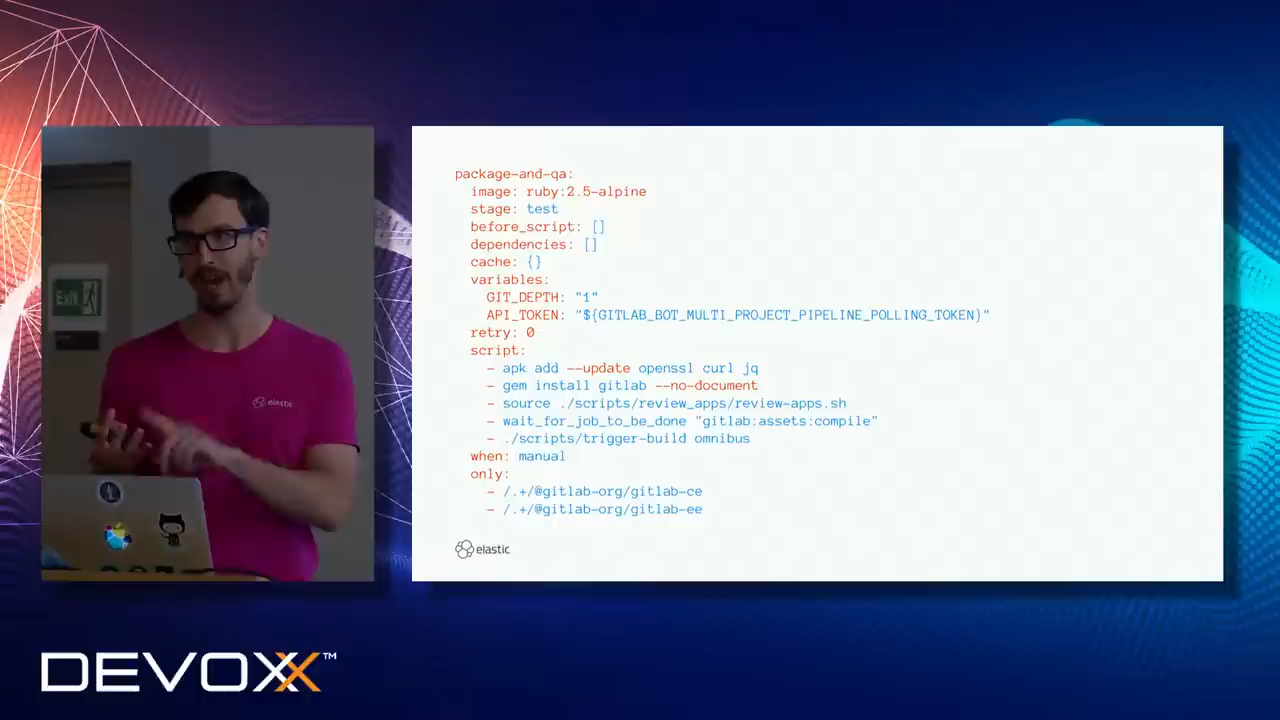 Exit
elastic
package-and-qa:
image: ruby:2.5-alpine
stage: test
before_script: []
dependencies: []
cache: {}
variables:
GIT_DEPTH: "1"
API_TOKEN: "${GITLAB_BOT_MULTI_PROJECT_PIPELINE_POLLING_TOKEN}"
retry: 0
script:
- apk add --update openssl curl jq
- gem install gitlab --no-document
- source ./scripts/review_apps/review-apps.sh
- wait_for_job_to_be_done "gitlab:assets:compile"
- ./scripts/trigger-build omnibus
when: manual
only:
- /.+/@gitlab-org/gitlab-ce
- /.+/@gitlab-org/gitlab-ee
elastic
DEVOXX™